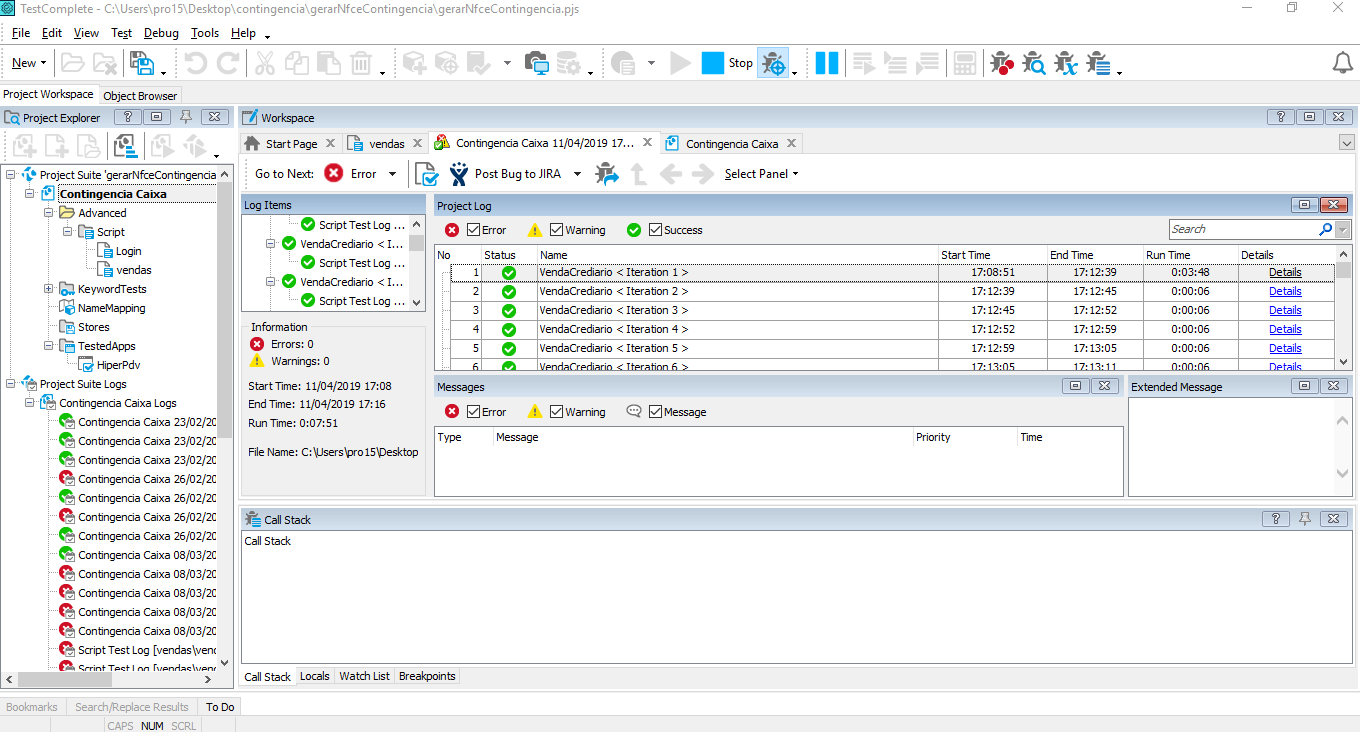 TestComplete - C:\Users\pro15\Desktop\contingencia\gerarNfceContingencia\gerarNfceContingencia.pjs
File Edit View Test Debug Tools Help
New Stop
Project Workspace Object Browser
Project Explorer
Project Suite 'gerarNfceContingencia
Contingencia Caixa
Advanced
Script
Login
vendas
KeywordTests
NameMapping
Stores
TestedApps
HiperPdv
Project Suite Logs
Contingencia Caixa Logs
Contingencia Caixa 23/02/20
Contingencia Caixa 23/02/20
Contingencia Caixa 23/02/20
Contingencia Caixa 26/02/20
Contingencia Caixa 26/02/20
Contingencia Caixa 26/02/20
Contingencia Caixa 26/02/20
Contingencia Caixa 08/03/20
Contingencia Caixa 08/03/20
Contingencia Caixa 08/03/20
Contingencia Caixa 08/03/20
Contingencia Caixa 08/03/20
Script Test Log [vendas\vend
Script Test Log [vendas\vend
Workspace
Start Page vendas Contingencia Caixa 11/04/2019 17... Contingencia Caixa
Go to Next: Error Post Bug to JIRA Select Panel
Log Items
Script Test Log ...
VendaCrediario < I...
Script Test Log ...
VendaCrediario < I...
Script Test Log ...
Information
Errors: 0
Warnings: 0
Start Time: 11/04/2019 17:08
End Time: 11/04/2019 17:16
Run Time: 0:07:51
File Name: C:\Users\pro15\Desktop
Project Log
Error Warning Success Search
No Status Name Start Time End Time Run Time Details
1 VendaCrediario < Iteration 1 > 17:08:51 17:12:39 0:03:48 Details
2 VendaCrediario < Iteration 2 > 17:12:39 17:12:45 0:00:06 Details
3 VendaCrediario < Iteration 3 > 17:12:45 17:12:52 0:00:06 Details
4 VendaCrediario < Iteration 4 > 17:12:52 17:12:59 0:00:06 Details
5 VendaCrediario < Iteration 5 > 17:12:59 17:13:05 0:00:06 Details
6 VendaCrediario < Iteration 6 > 17:13:05 17:13:11 0:00:06 Details
Messages
Error Warning Message
Type Message Priority Time
Extended Message
Call Stack
Call Stack
Call Stack Locals Watch List Breakpoints
Bookmarks Search/Replace Results To Do
CAPS NUM SCRL